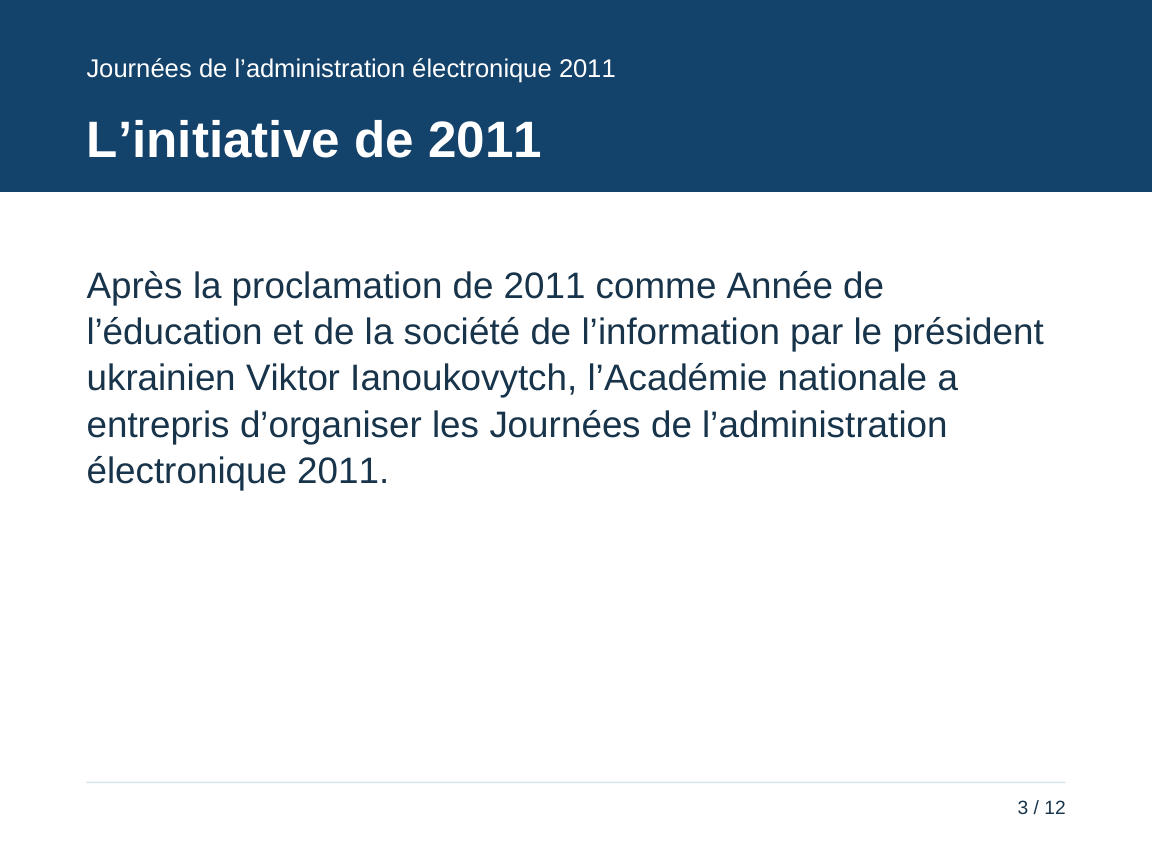 Journées de l’administration électronique 2011
L’initiative de 2011
Après la proclamation de 2011 comme Année de
l’éducation et de la société de l’information par le président
ukrainien Viktor Ianoukovytch, l’Académie nationale a
entrepris d’organiser les Journées de l’administration
électronique 2011.
3 / 12